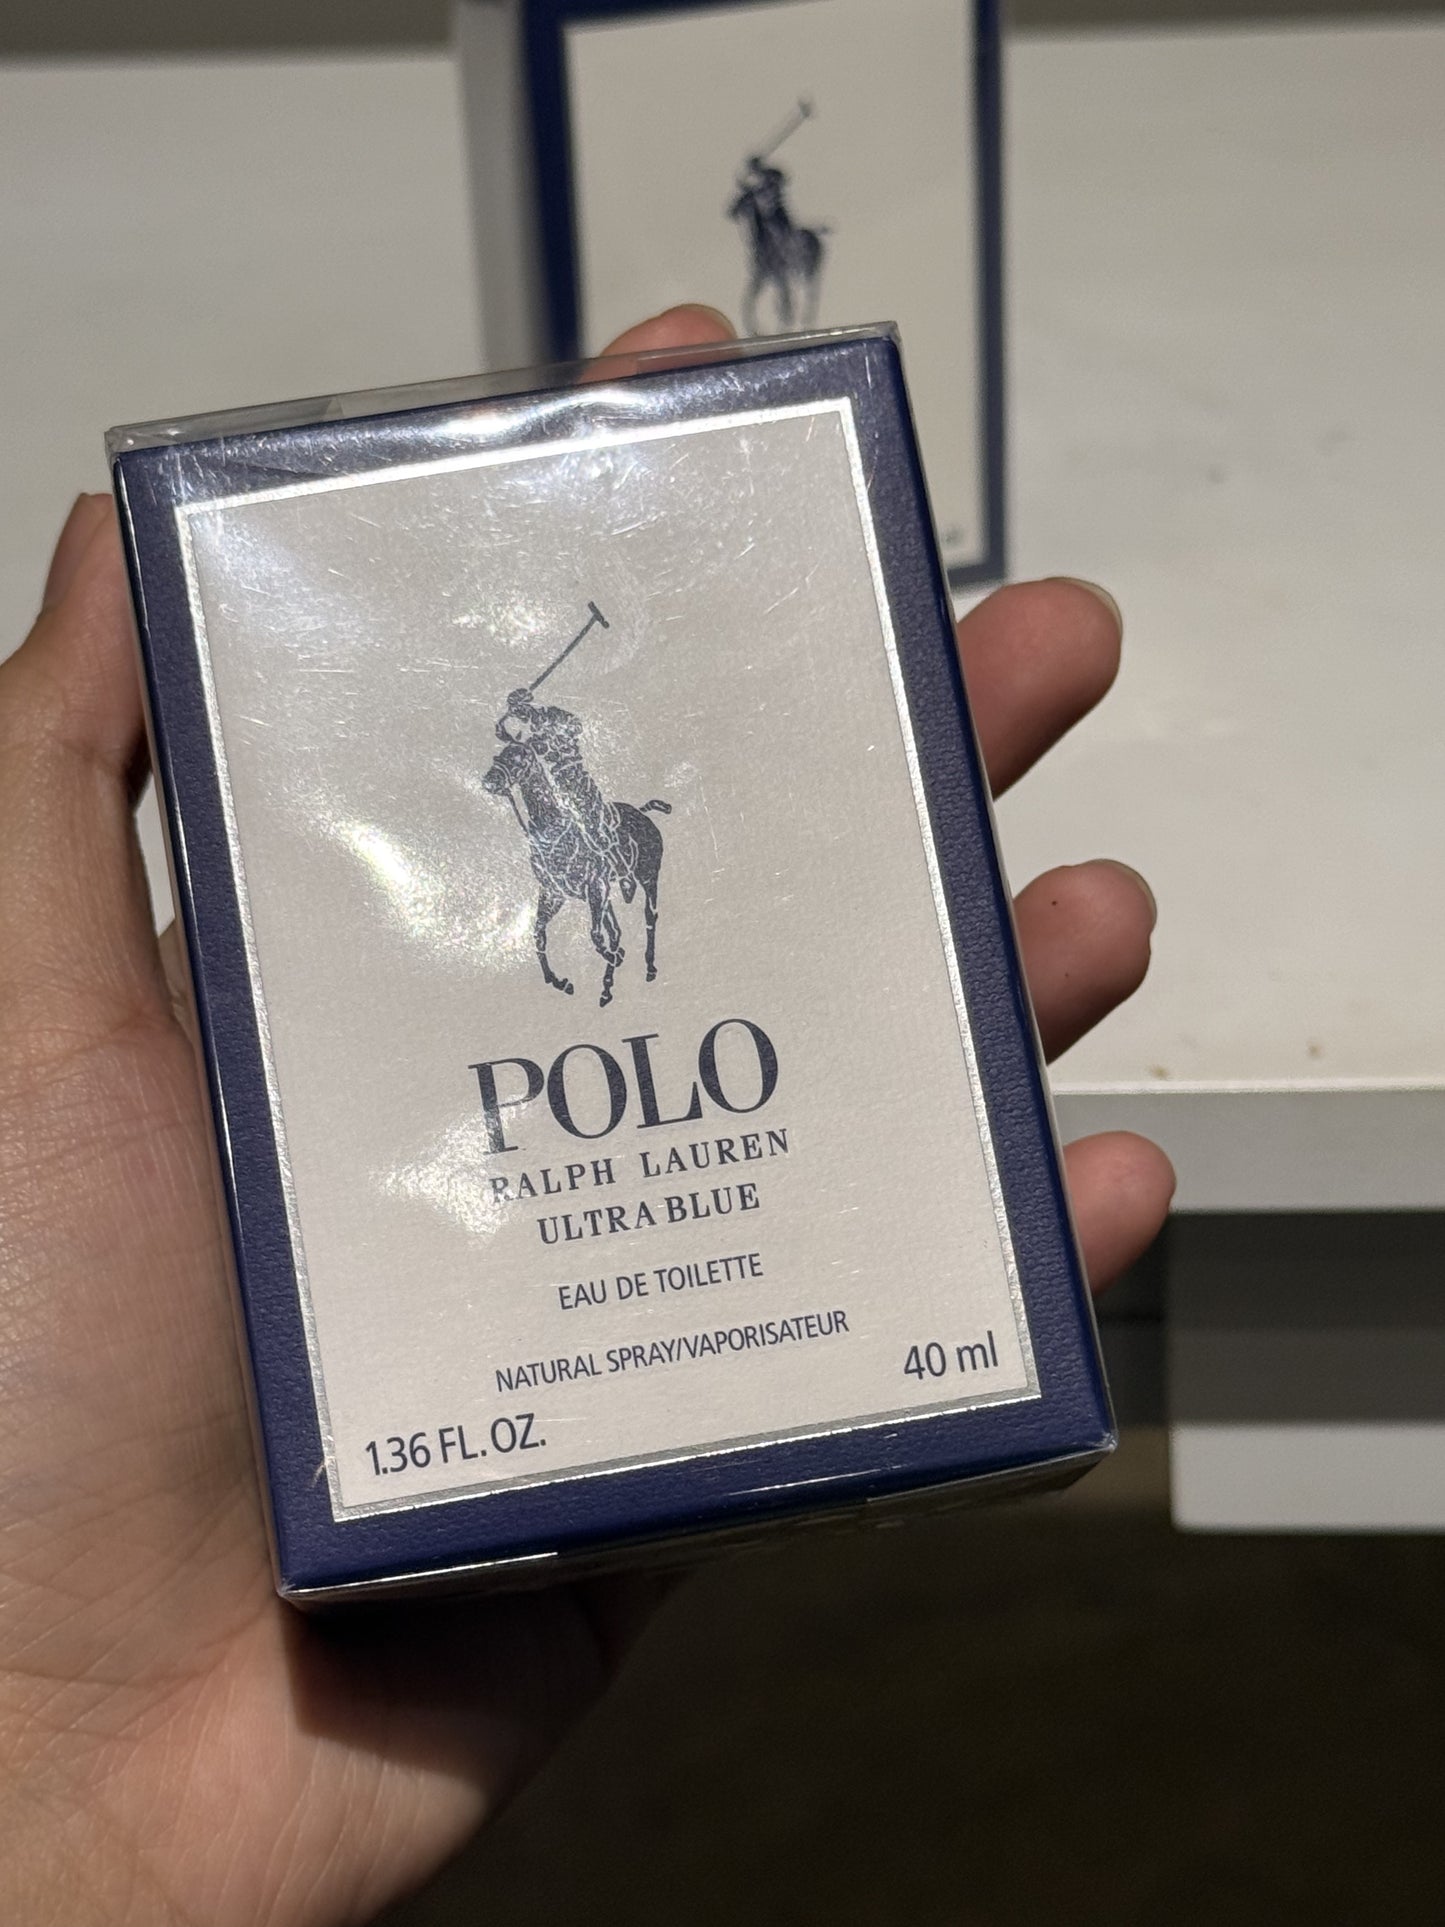 POLO
RALPH LAUREN
ULTRA BLUE
EAU DE TOILETTE
NATURAL SPRAY/VAPORISATEUR
1.36 FL. OZ.
40 ml